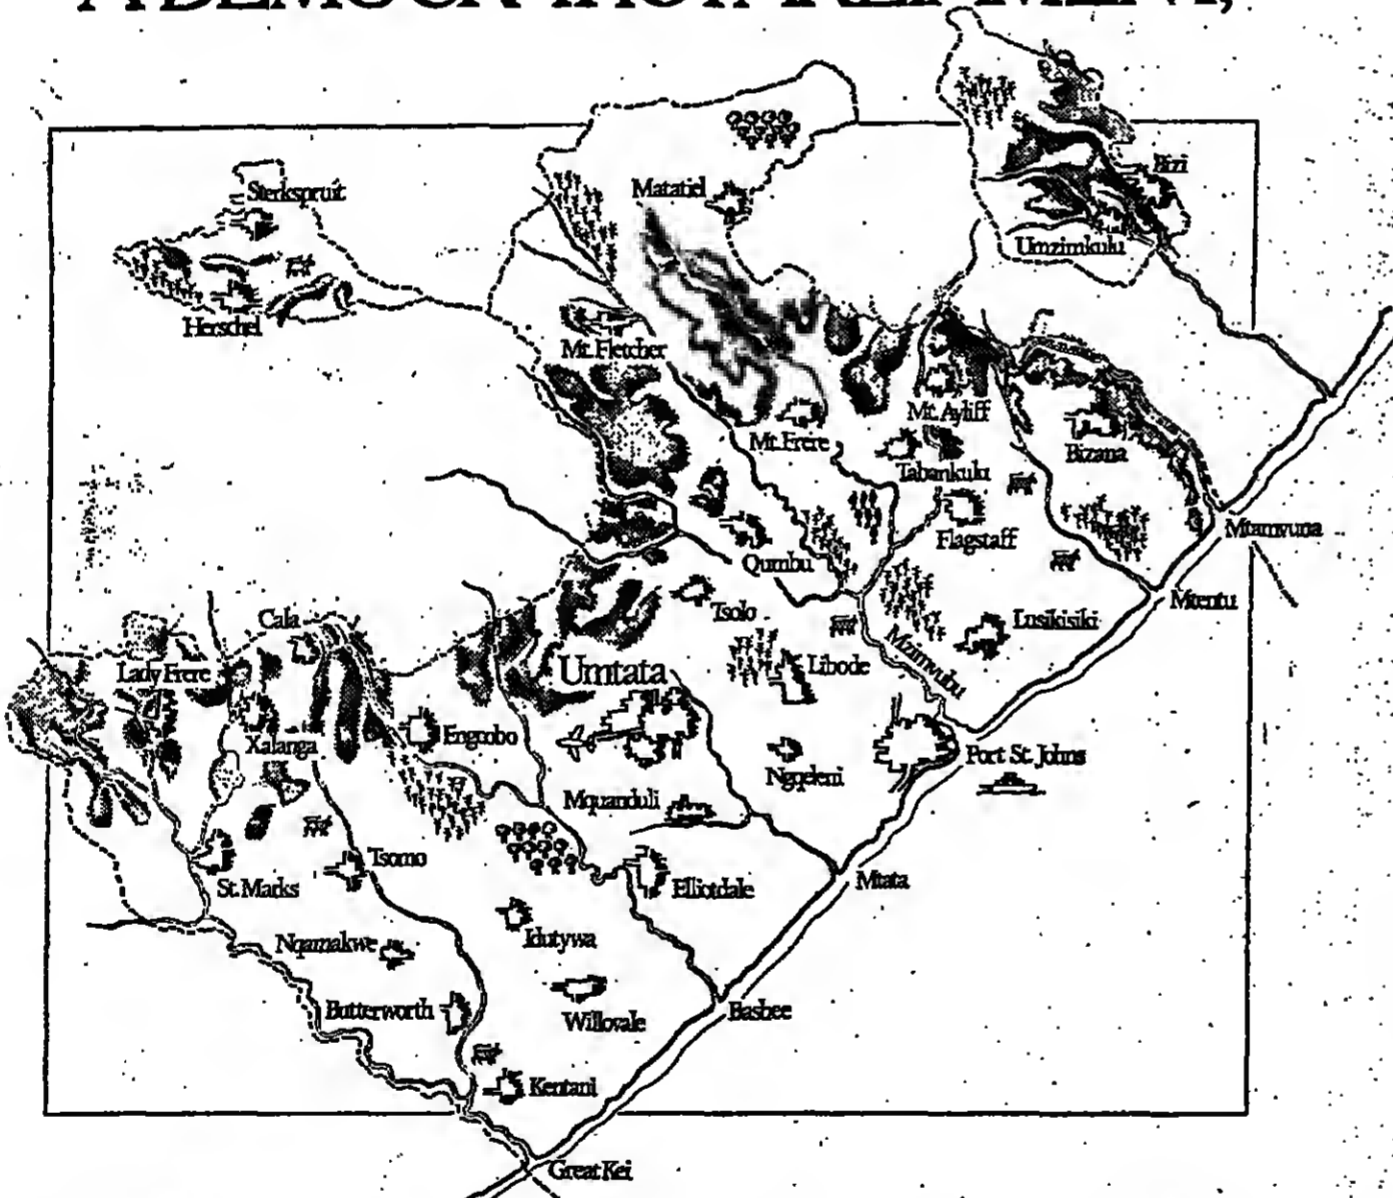 Bizi
Sterkspruit
Matatiel
Umzimkulu
Herschel
Mt. Fletcher
Mt. Ayliff
Mt. Frere
Bizana
Tabankulu
Mtamvuna
Flagstaff
Qumbu
Mtentu
Tsolo
Lusikisiki
Cala
Mzimvubu
Libode
Lady Frere
Umtata
Xalanga
Engcobo
Port St. Johns
Ngqeleni
Mquanduli
Tsomo
Mtata
St. Marks
Elliotdale
Idutywa
Nqamakwe
Butterworth
Bashee
Willovale
Kentani
Great Kei